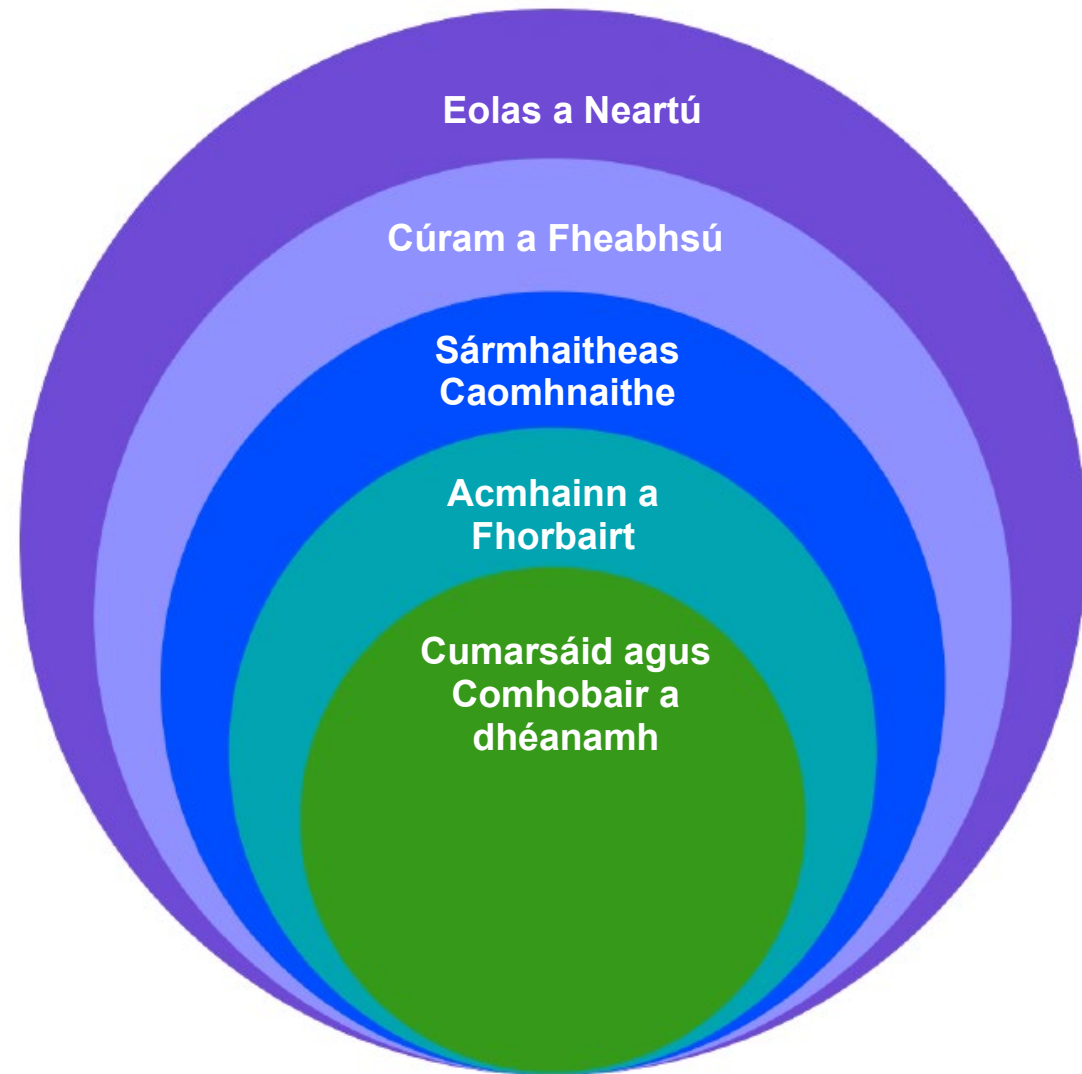 Eolas a Neartú
Cúram a Fheabhsú
Sármhaitheas
Caomhnaithe
Acmhainn a
Fhorbairt
Cumarsáid agus
Comhobair a
dhéanamh